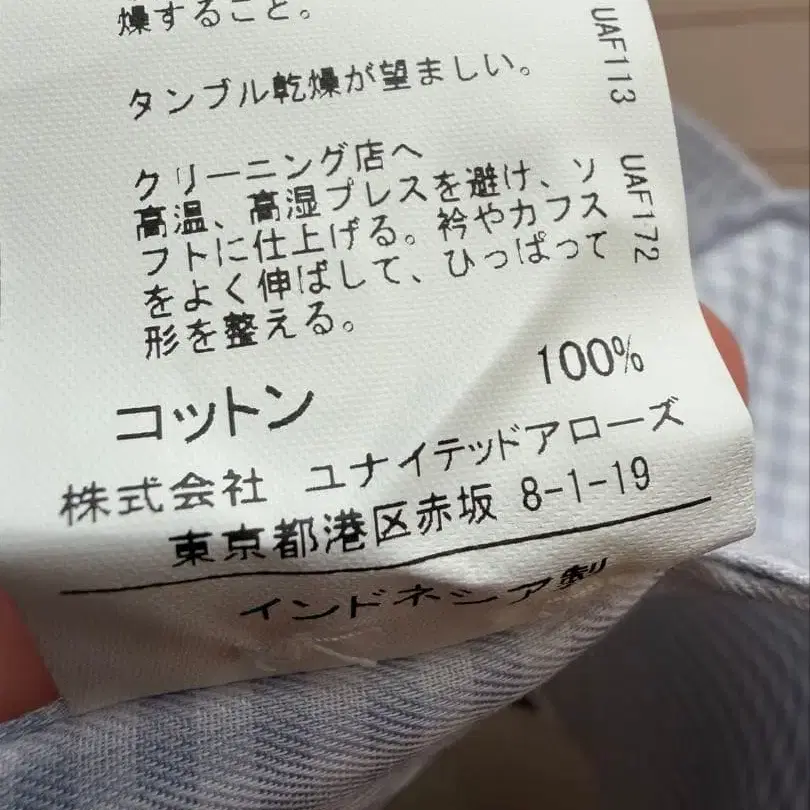 燥すること。
タンブル乾燥が望ましい。
クリーニング店へ
高温、高湿プレスを避け、ソ
フトに仕上げる。衿やカフス
をよく伸ばして、ひっぱって
形を整える。
UAF113 UAF172
コットン 100%
株式会社 ユナイテッドアローズ
東京都港区赤坂 8-1-19
インドネシア製